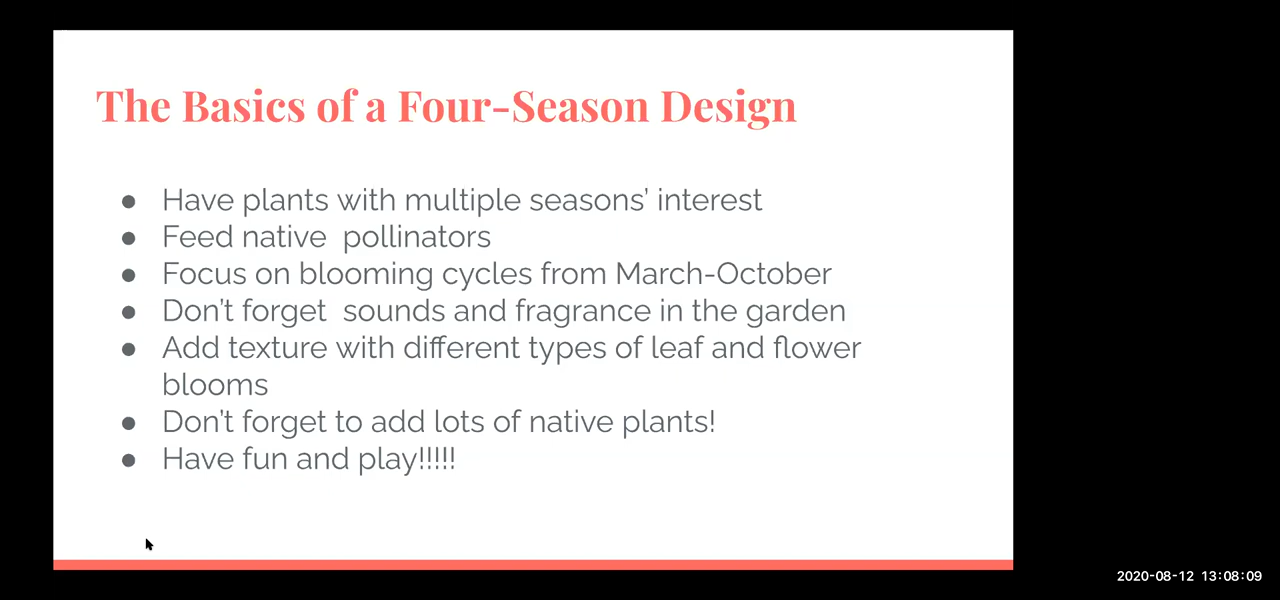 The Basics of a Four-Season Design
● Have plants with multiple seasons’ interest
● Feed native  pollinators
● Focus on blooming cycles from March-October
● Don’t forget  sounds and fragrance in the garden
● Add texture with different types of leaf and flower
blooms
● Don’t forget to add lots of native plants!
● Have fun and play!!!!!
2020-08-12 13:08:09